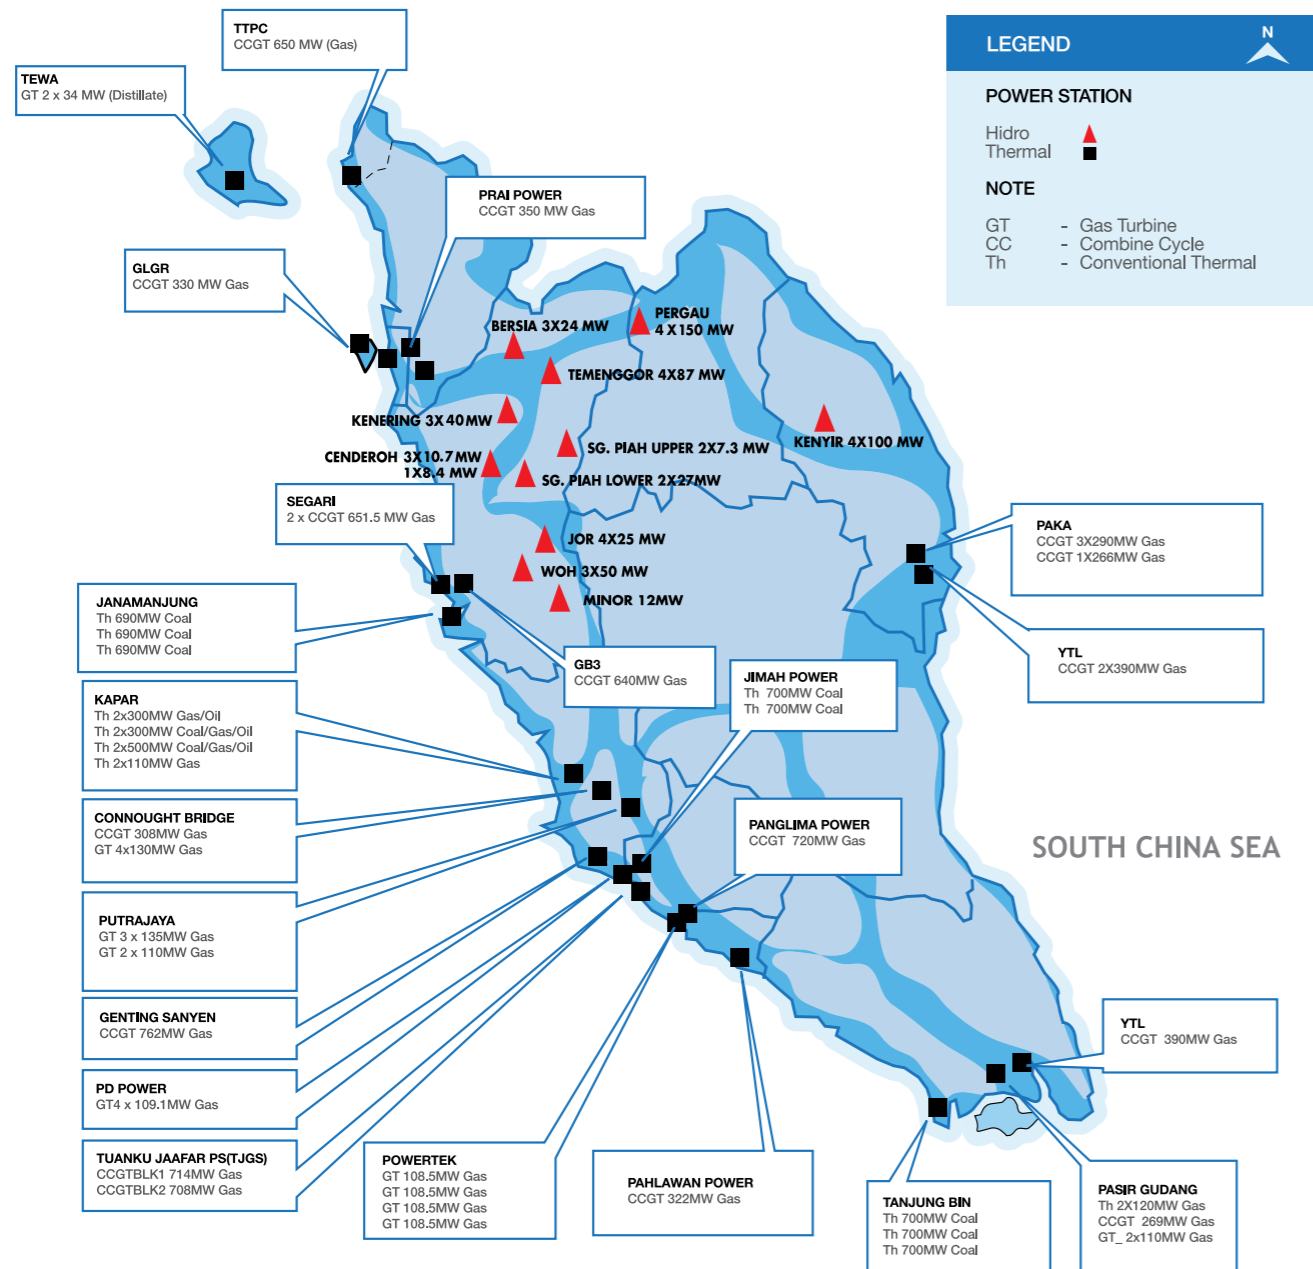 TTPC
CCGT 650 MW (Gas)
TEWA
GT 2 x 34 MW (Distillate)
LEGEND
N
POWER STATION
Hidro
Thermal
NOTE
GT - Gas Turbine
CC - Combine Cycle
Th - Conventional Thermal
PRAI POWER
CCGT 350 MW Gas
GLGR
CCGT 330 MW Gas
BERSIA 3X24 MW
PERGAU
4 X150 MW
TEMENGGOR 4X87 MW
KENERING 3X40MW
KENYIR 4X100 MW
CENDEROH 3X10.7MW
1X8.4 MW
SG. PIAH UPPER 2X7.3 MW
SG. PIAH LOWER 2X27MW
SEGARI
2 x CCGT 651.5 MW Gas
JOR 4X25 MW
WOH 3X50 MW
MINOR 12MW
PAKA
CCGT 3X290MW Gas
CCGT 1X266MW Gas
YTL
CCGT 2X390MW Gas
JANAMANJUNG
Th 690MW Coal
Th 690MW Coal
Th 690MW Coal
GB3
CCGT 640MW Gas
JIMAH POWER
Th 700MW Coal
Th 700MW Coal
KAPAR
Th 2x300MW Gas/Oil
Th 2x300MW Coal/Gas/Oil
Th 2x500MW Coal/Gas/Oil
Th 2x110MW Gas
CONNOUGHT BRIDGE
CCGT 308MW Gas
GT 4x130MW Gas
PANGLIMA POWER
CCGT 720MW Gas
SOUTH CHINA SEA
PUTRAJAYA
GT 3 x 135MW Gas
GT 2 x 110MW Gas
GENTING SANYEN
CCGT 762MW Gas
YTL
CCGT 390MW Gas
PD POWER
GT4 x 109.1MW Gas
TUANKU JAAFAR PS(TJGS)
CCGTBLK1 714MW Gas
CCGTBLK2 708MW Gas
POWERTEK
GT 108.5MW Gas
GT 108.5MW Gas
GT 108.5MW Gas
GT 108.5MW Gas
PAHLAWAN POWER
CCGT 322MW Gas
TANJUNG BIN
Th 700MW Coal
Th 700MW Coal
Th 700MW Coal
PASIR GUDANG
Th 2X120MW Gas
CCGT 269MW Gas
GT_ 2x110MW Gas